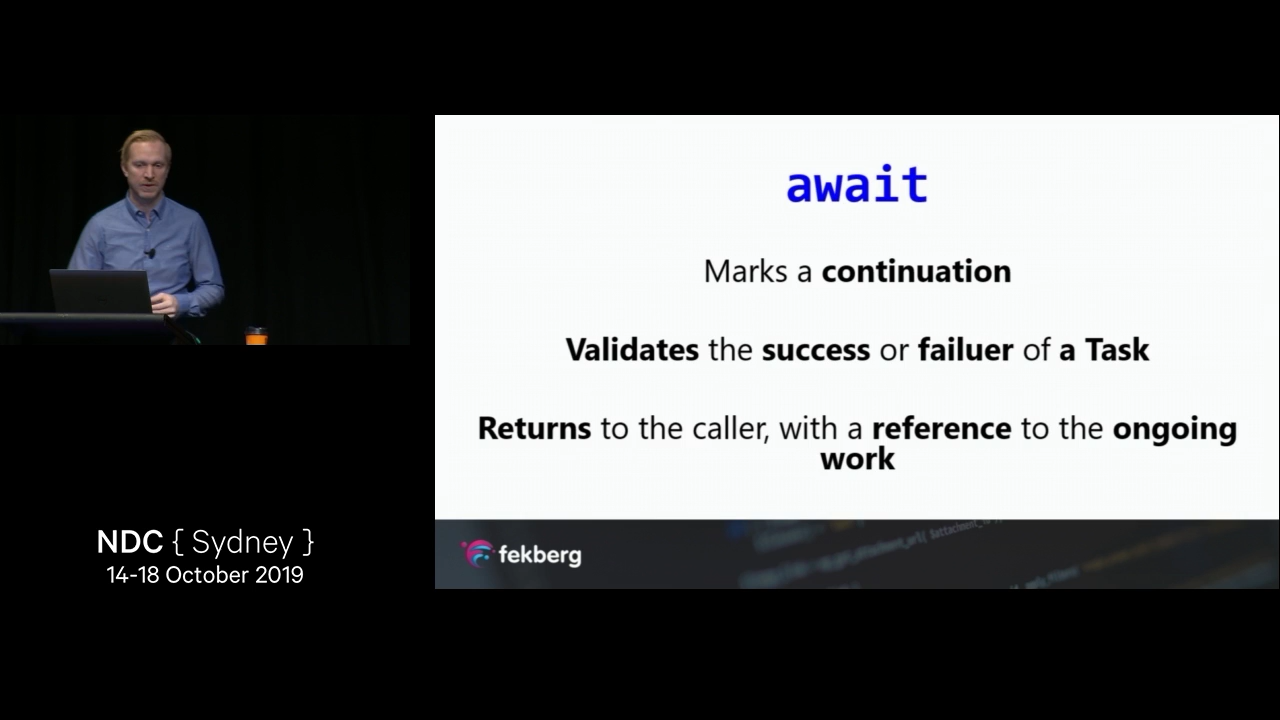 await
Marks a continuation
Validates the success or failuer of a Task
Returns to the caller, with a reference to the ongoing
work
fekberg
NDC { Sydney }
14-18 October 2019